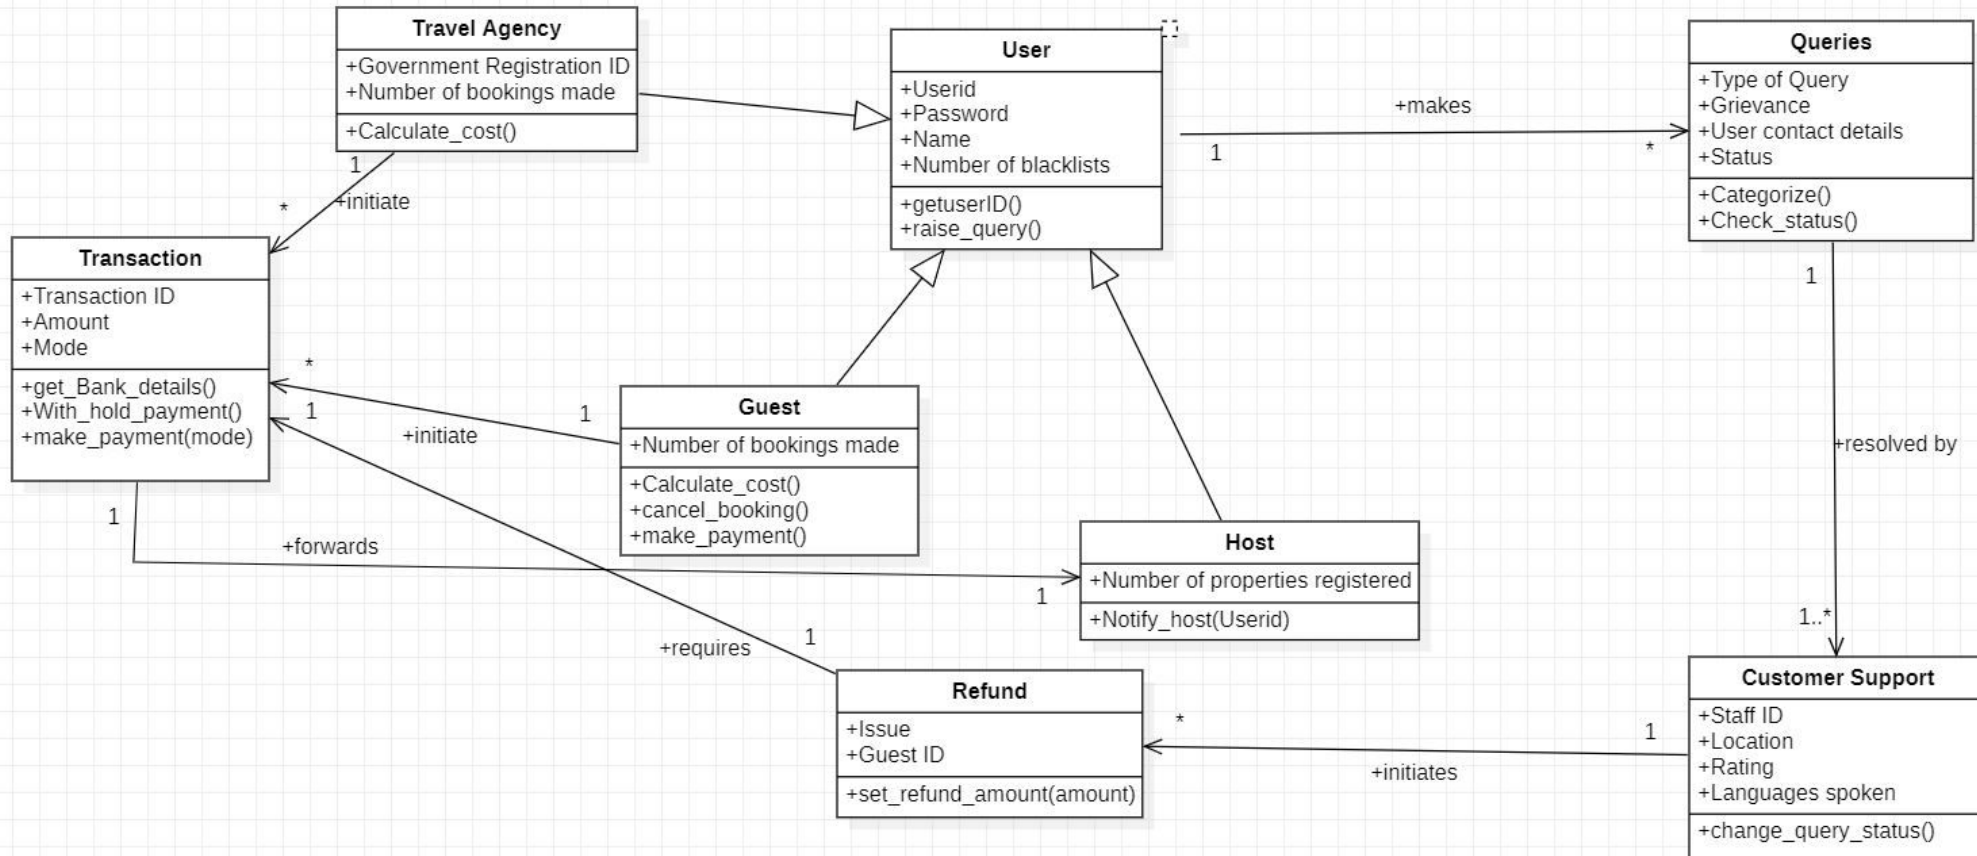 Travel Agency
+Government Registration ID
+Number of bookings made
+Calculate_cost()
User
+Userid
+Password
+Name
+Number of blacklists
+getuserID()
+raise_query()
Queries
+Type of Query
+Grievance
+User contact details
+Status
+Categorize()
+Check_status()
+makes
1
*
1
+initiate
*
Transaction
+Transaction ID
+Amount
+Mode
+get_Bank_details()
+With_hold_payment()
+make_payment(mode)
*
1
+initiate
1
Guest
+Number of bookings made
+Calculate_cost()
+cancel_booking()
+make_payment()
1
+resolved by
1..*
1
+forwards
1
Host
+Number of properties registered
+Notify_host(Userid)
+requires
1
Refund
+Issue
+Guest ID
+set_refund_amount(amount)
*
1
+initiates
Customer Support
+Staff ID
+Location
+Rating
+Languages spoken
+change_query_status()